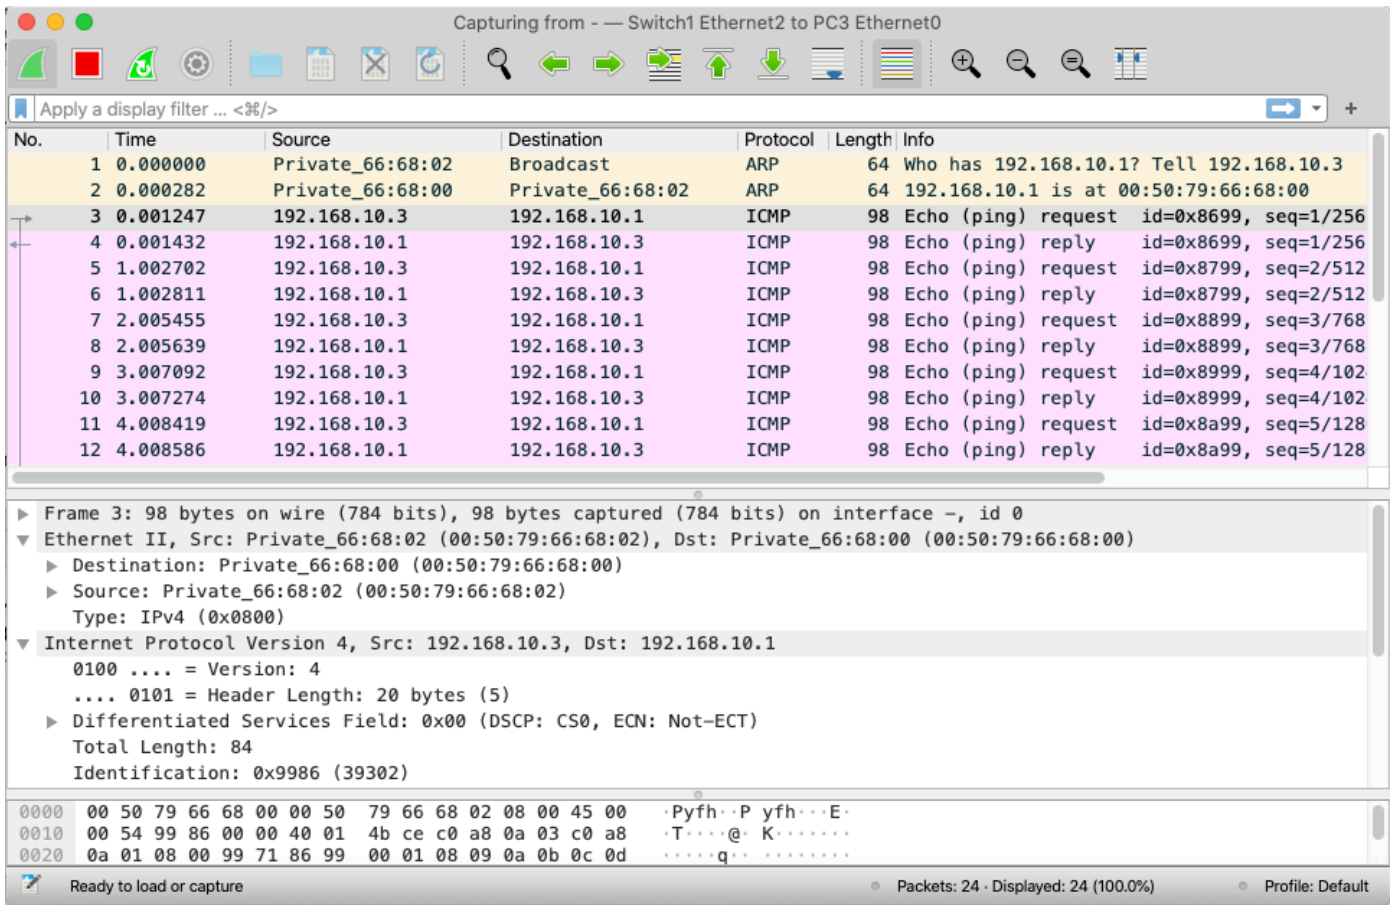 Capturing from - — Switch1 Ethernet2 to PC3 Ethernet0
Apply a display filter ... <⌘/>
No. Time Source Destination Protocol Length Info
1 0.000000 Private_66:68:02 Broadcast ARP 64 Who has 192.168.10.1? Tell 192.168.10.3
2 0.000282 Private_66:68:00 Private_66:68:02 ARP 64 192.168.10.1 is at 00:50:79:66:68:00
3 0.001247 192.168.10.3 192.168.10.1 ICMP 98 Echo (ping) request id=0x8699, seq=1/256
4 0.001432 192.168.10.1 192.168.10.3 ICMP 98 Echo (ping) reply id=0x8699, seq=1/256
5 1.002702 192.168.10.3 192.168.10.1 ICMP 98 Echo (ping) request id=0x8799, seq=2/512
6 1.002811 192.168.10.1 192.168.10.3 ICMP 98 Echo (ping) reply id=0x8799, seq=2/512
7 2.005455 192.168.10.3 192.168.10.1 ICMP 98 Echo (ping) request id=0x8899, seq=3/768
8 2.005639 192.168.10.1 192.168.10.3 ICMP 98 Echo (ping) reply id=0x8899, seq=3/768
9 3.007092 192.168.10.3 192.168.10.1 ICMP 98 Echo (ping) request id=0x8999, seq=4/102
10 3.007274 192.168.10.1 192.168.10.3 ICMP 98 Echo (ping) reply id=0x8999, seq=4/102
11 4.008419 192.168.10.3 192.168.10.1 ICMP 98 Echo (ping) request id=0x8a99, seq=5/128
12 4.008586 192.168.10.1 192.168.10.3 ICMP 98 Echo (ping) reply id=0x8a99, seq=5/128
Frame 3: 98 bytes on wire (784 bits), 98 bytes captured (784 bits) on interface -, id 0
Ethernet II, Src: Private_66:68:02 (00:50:79:66:68:02), Dst: Private_66:68:00 (00:50:79:66:68:00)
Destination: Private_66:68:00 (00:50:79:66:68:00)
Source: Private_66:68:02 (00:50:79:66:68:02)
Type: IPv4 (0x0800)
Internet Protocol Version 4, Src: 192.168.10.3, Dst: 192.168.10.1
0100 .... = Version: 4
.... 0101 = Header Length: 20 bytes (5)
Differentiated Services Field: 0x00 (DSCP: CS0, ECN: Not-ECT)
Total Length: 84
Identification: 0x9986 (39302)
0000 00 50 79 66 68 00 00 50 79 66 68 02 08 00 45 00 ·Pyfh··P yfh···E·
0010 00 54 99 86 00 00 40 01 4b ce c0 a8 0a 03 c0 a8 ·T····@· K·······
0020 0a 01 08 00 99 71 86 99 00 01 08 09 0a 0b 0c 0d ·····q·· ········
Ready to load or capture Packets: 24 · Displayed: 24 (100.0%) Profile: Default